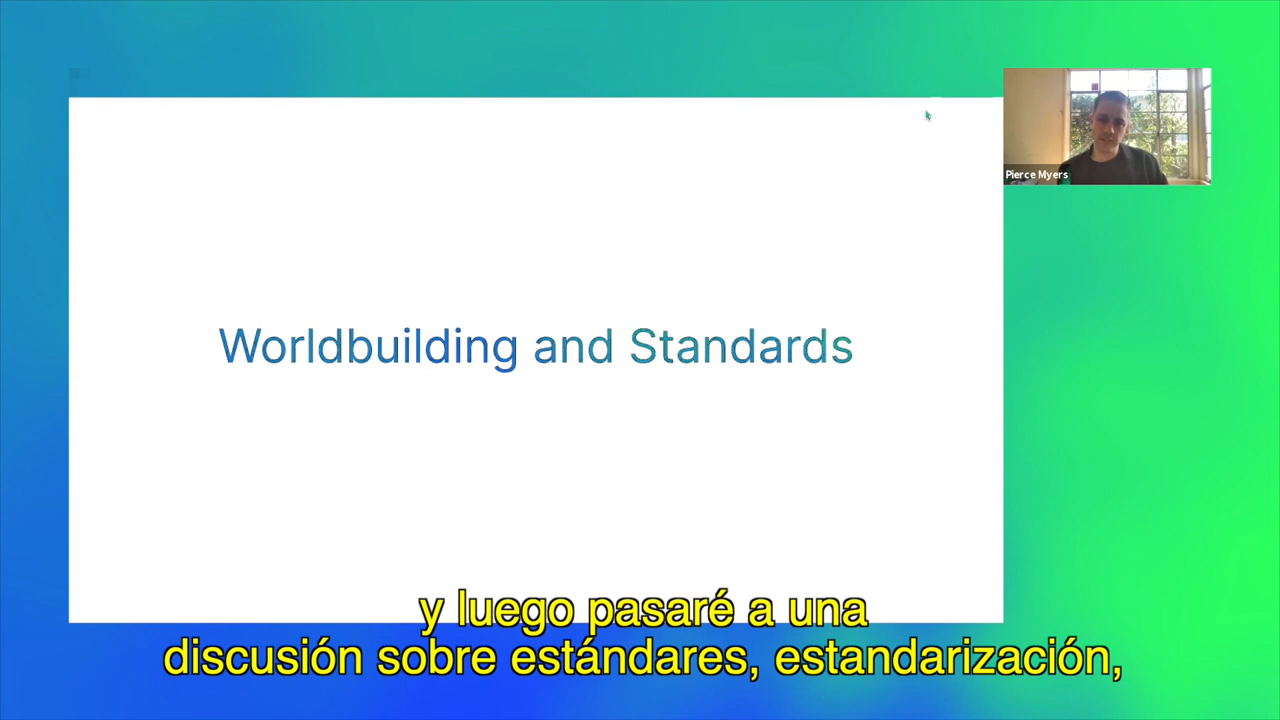 Pierce Myers
Worldbuilding and Standards
y luego pasaré a una
discusión sobre estándares, estandarización,